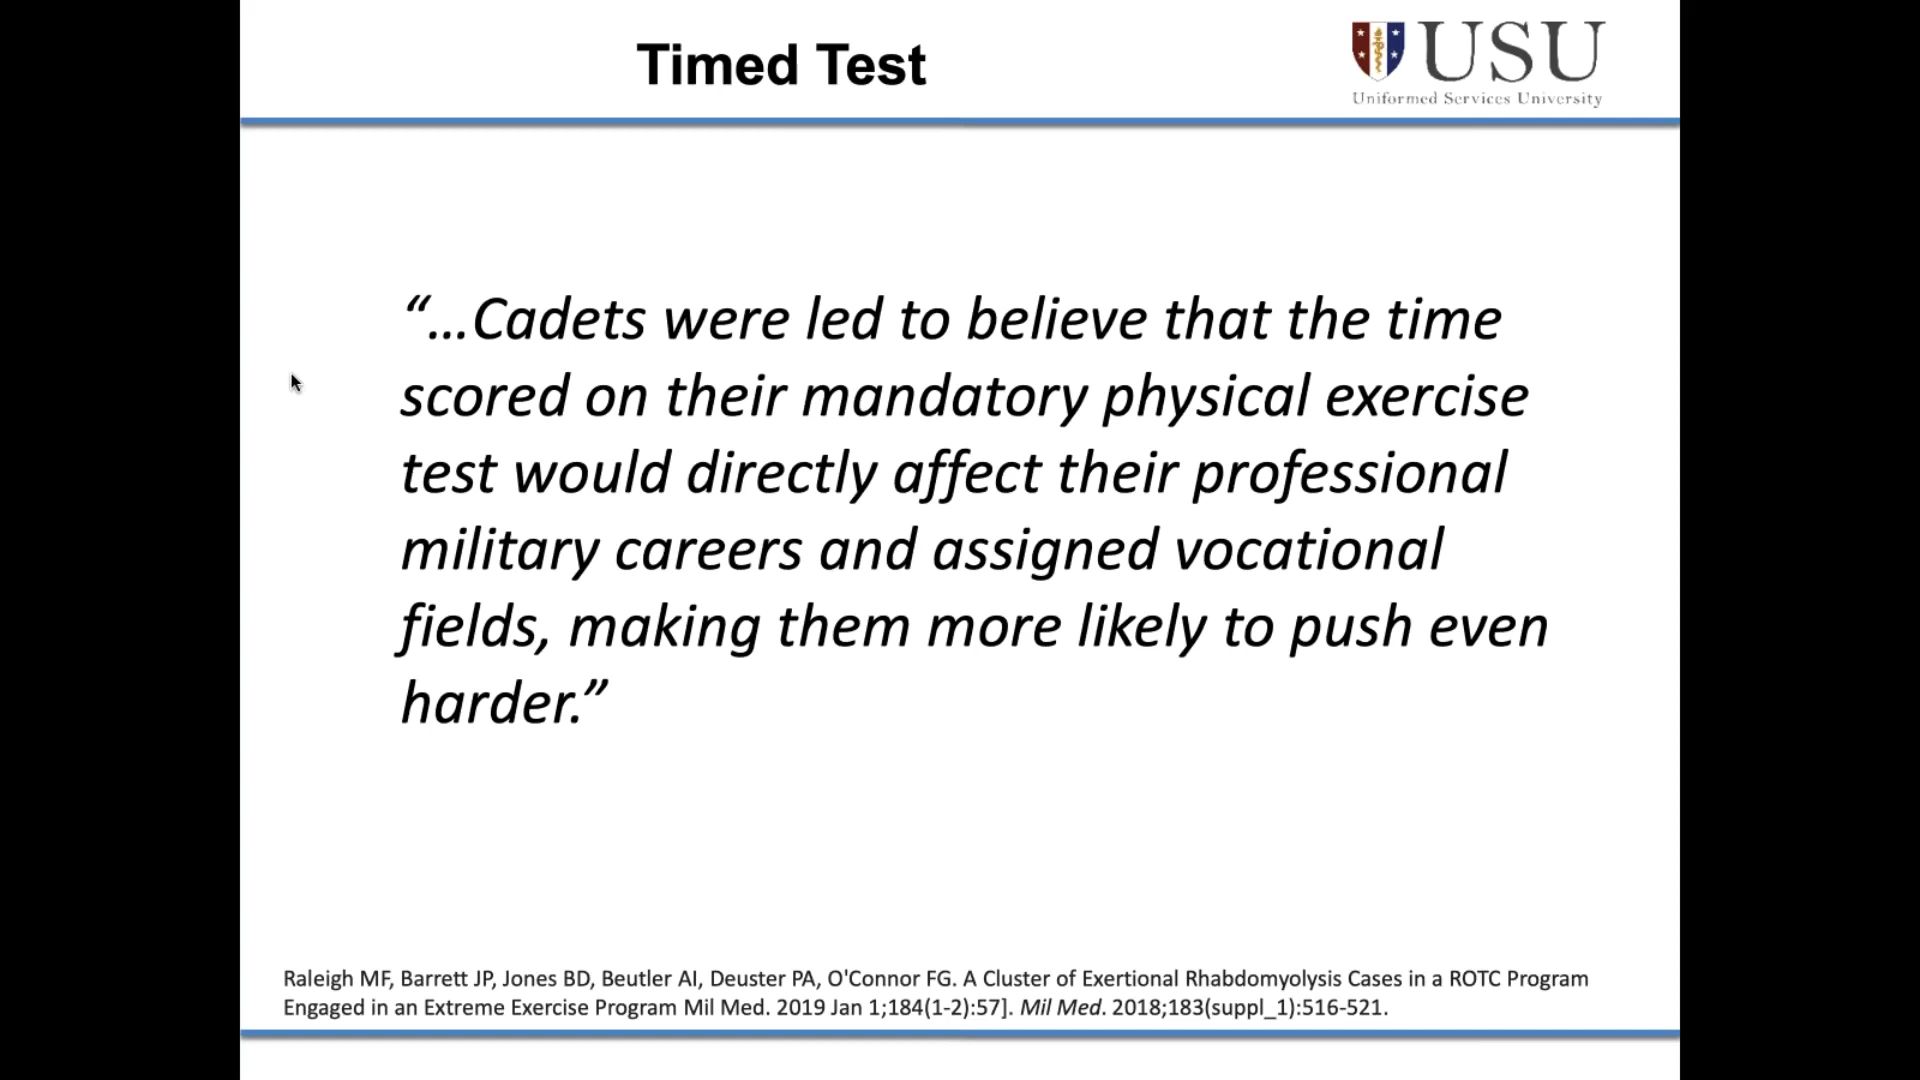 Timed Test
USU
Uniformed Services University
“...Cadets were led to believe that the time
scored on their mandatory physical exercise
test would directly affect their professional
military careers and assigned vocational
fields, making them more likely to push even
harder.”
Raleigh MF, Barrett JP, Jones BD, Beutler AI, Deuster PA, O'Connor FG. A Cluster of Exertional Rhabdomyolysis Cases in a ROTC Program
Engaged in an Extreme Exercise Program Mil Med. 2019 Jan 1;184(1-2):57]. Mil Med. 2018;183(suppl_1):516-521.